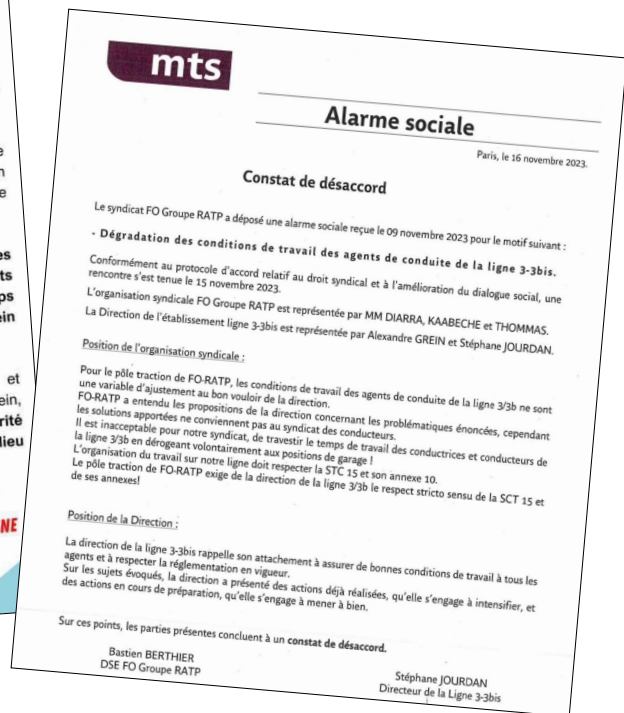 e
n
e
es
ts
ps
ein
et
ein,
rité
lieu
NE
mts
Alarme sociale
Paris, le 16 novembre 2023.
Constat de désaccord
Le syndicat FO Groupe RATP a déposé une alarme sociale reçue le 09 novembre 2023 pour le motif suivant :
- Dégradation des conditions de travail des agents de conduite de la ligne 3-3bis.
Conformément au protocole d'accord relatif au droit syndical et à l'amélioration du dialogue social, une
rencontre s'est tenue le 15 novembre 2023.
L'organisation syndicale FO Groupe RATP est représentée par MM DIARRA, KAABECHE et THOMMAS.
La Direction de l'établissement ligne 3-3bis est représentée par Alexandre GREIN et Stéphane JOURDAN.
Position de l'organisation syndicale :
Pour le pôle traction de FO-RATP, les conditions de travail des agents de conduite de la ligne 3/3b ne sont
une variable d'ajustement au bon vouloir de la direction.
FO-RATP a entendu les propositions de la direction concernant les problématiques énoncées, cependant
les solutions apportées ne conviennent pas au syndicat des conducteurs.
Il est inacceptable pour notre syndicat, de travestir le temps de travail des conductrices et conducteurs de
la ligne 3/3b en dérogeant volontairement aux positions de garage !
L'organisation du travail sur notre ligne doit respecter la STC 15 et son annexe 10.
Le pôle traction de FO-RATP exige de la direction de la ligne 3/3b le respect stricto sensu de la SCT 15 et
de ses annexes!
Position de la Direction :
La direction de la ligne 3-3bis rappelle son attachement à assurer de bonnes conditions de travail à tous les
agents et à respecter la réglementation en vigueur.
Sur les sujets évoqués, la direction a présenté des actions déjà réalisées, qu'elle s'engage à intensifier, et
des actions en cours de préparation, qu'elle s'engage à mener à bien.
Sur ces points, les parties présentes concluent à un constat de désaccord.
Bastien BERTHIER
DSE FO Groupe RATP
Stéphane JOURDAN
Directeur de la Ligne 3-3bis